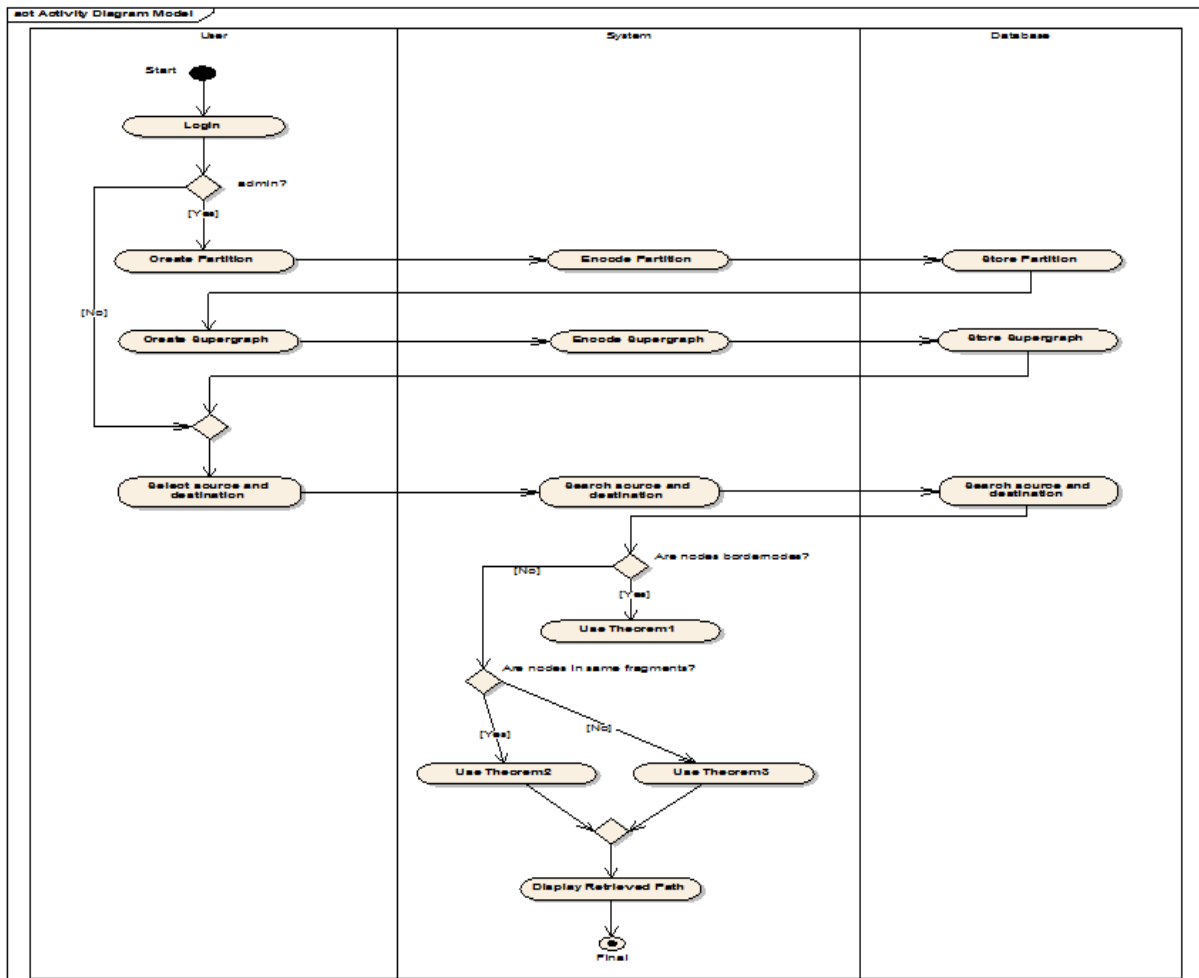 act Activity Diagram Model
User
System
Database
Start
Login
admin?
[Yes]
Create Partition
Encode Partition
Store Partition
[No]
Create Supergraph
Encode Supergraph
Store Supergraph
Select source and
destination
Search source and
destination
Search source and
destination
Are nodes bordernodes?
[No]
[Yes]
Use Theorem1
Are nodes in same fragments?
[Yes]
[No]
Use Theorem2
Use Theorem3
Display Retrieved Path
Final